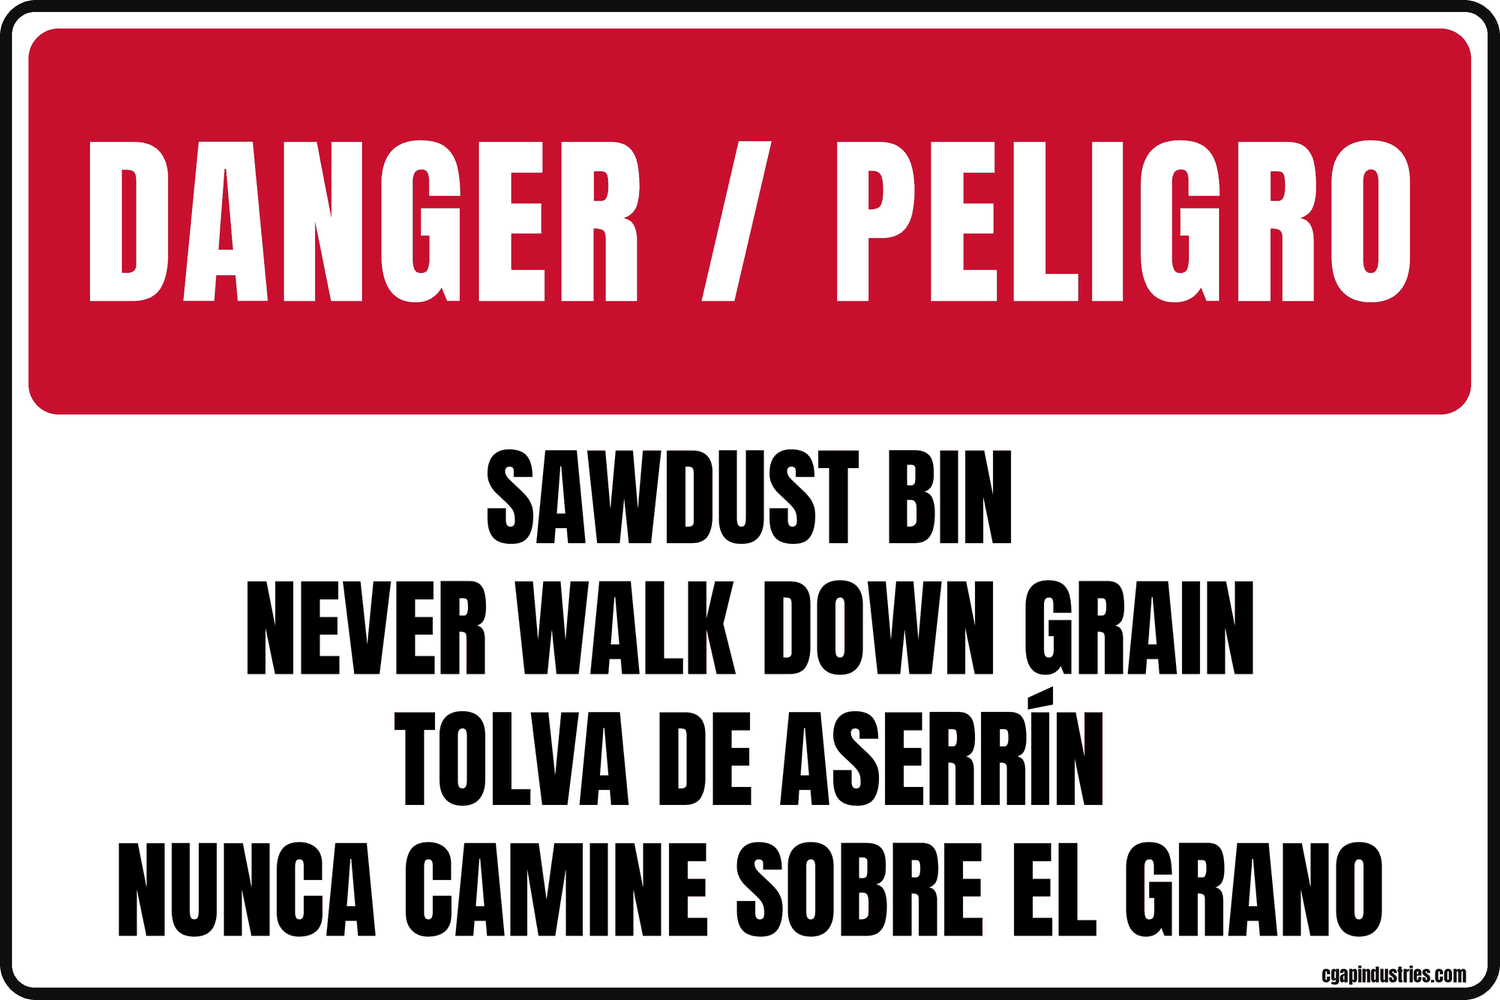 DANGER / PELIGRO
SAWDUST BIN
NEVER WALK DOWN GRAIN
TOLVA DE ASERRÍN
NUNCA CAMINE SOBRE EL GRANO
cgapindustries.com